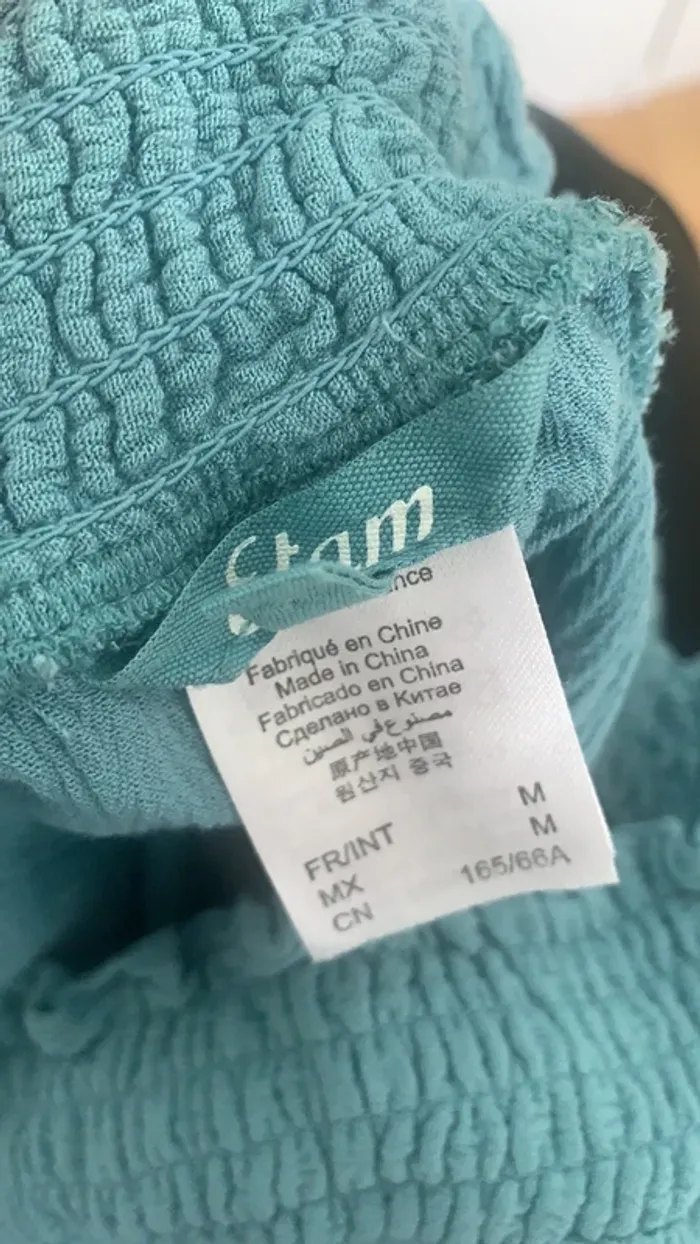 Etam
Fabriqué en Chine
Made in China
Fabricado en China
Сделано в Китае
مصنوع في الصين
原产地中国
원산지 중국
FR/INT M
MX M
CN 165/66A